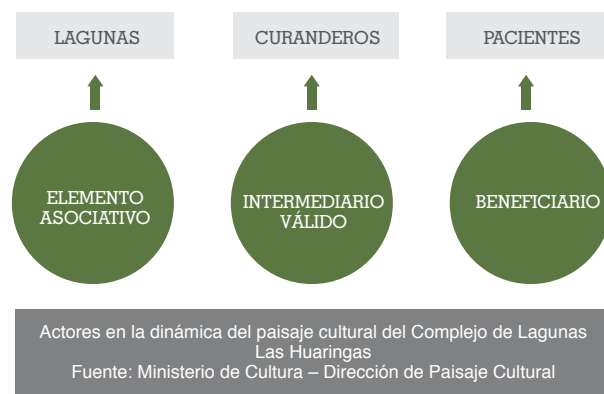 LAGUNAS
CURANDEROS
PACIENTES
ELEMENTO
ASOCIATIVO
INTERMEDIARIO
VÁLIDO
BENEFICIARIO
Actores en la dinámica del paisaje cultural del Complejo de Lagunas
Las Huaringas
Fuente: Ministerio de Cultura – Dirección de Paisaje Cultural